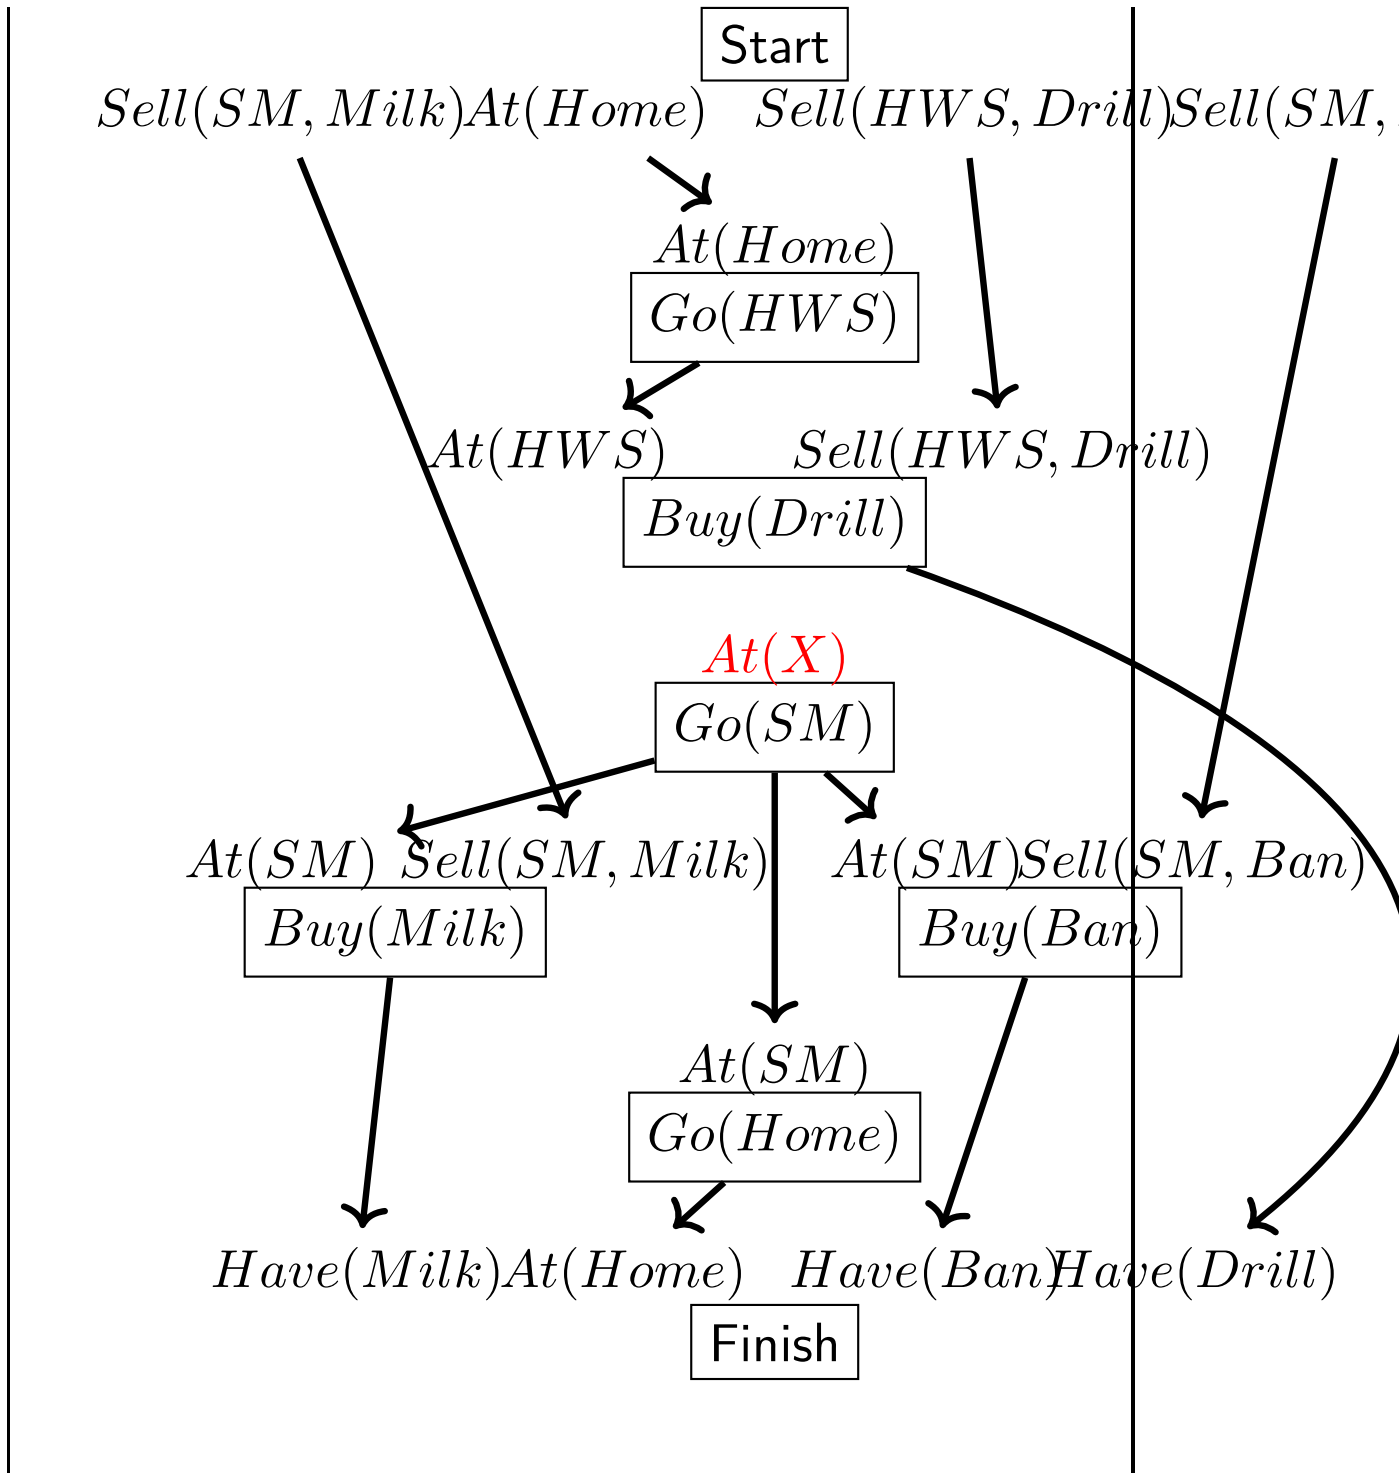 Start
Sell(SM, Milk) At(Home) Sell(HWS, Drill) Sell(SM,
At(Home)
Go(HWS)
At(HWS) Sell(HWS, Drill)
Buy(Drill)
At(X)
Go(SM)
At(SM) Sell(SM, Milk) At(SM) Sell(SM, Ban)
Buy(Milk) Buy(Ban)
At(SM)
Go(Home)
Have(Milk) At(Home) Have(Ban) Have(Drill)
Finish